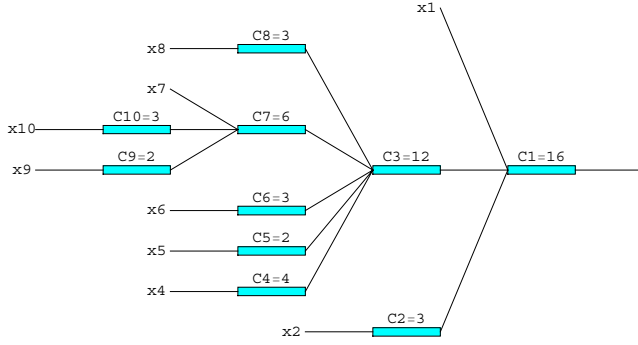 x1
C8=3
x8
x7
C10=3
C7=6
x10
C9=2
C3=12
C1=16
x9
C6=3
x6
C5=2
x5
C4=4
x4
C2=3
x2